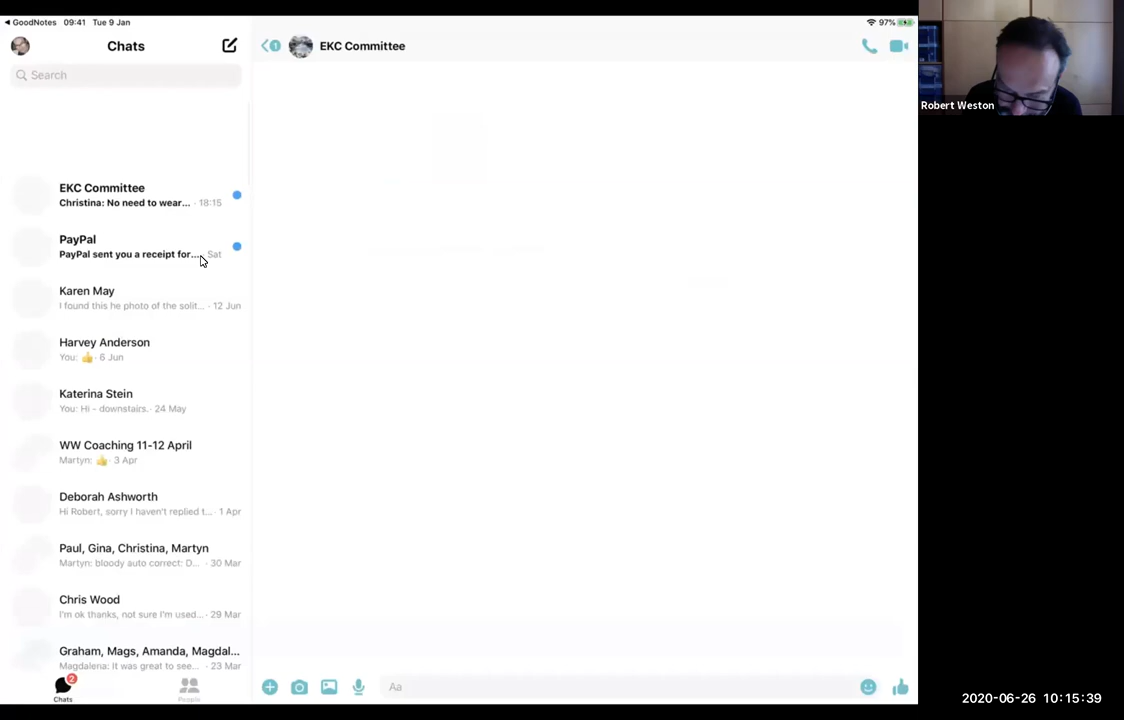 GoodNotes 09:41 Tue 9 Jan
97%
Chats
1 EKC Committee
Search
EKC Committee
Christina: No need to wear... · 18:15
PayPal
PayPal sent you a receipt for.... Sat
Karen May
I found this he photo of the solit... · 12 Jun
Harvey Anderson
You: 👍 · 6 Jun
Katerina Stein
You: Hi - downstairs. · 24 May
WW Coaching 11-12 April
Martyn: 👍 · 3 Apr
Deborah Ashworth
Hi Robert, sorry I haven't replied t... · 1 Apr
Paul, Gina, Christina, Martyn
Martyn: bloody auto correct: D... · 30 Mar
Chris Wood
I'm ok thanks, not sure I'm used... · 29 Mar
Graham, Mags, Amanda, Magdal...
Magdalena: It was great to see... · 23 Mar
2
Chats
People
Aa
Robert Weston
2020-06-26 10:15:39